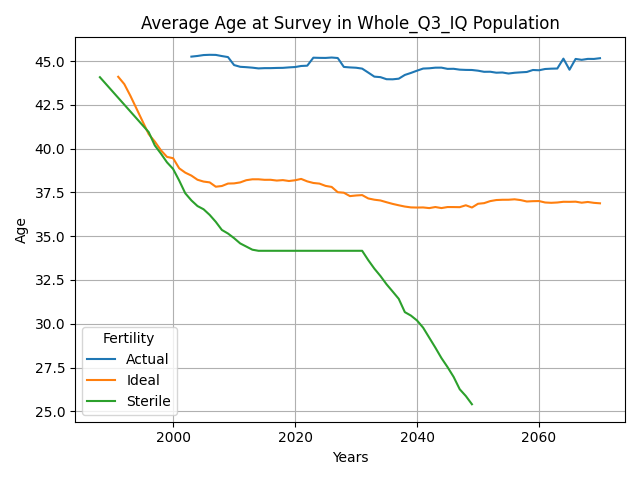 Average Age at Survey in Whole_Q3_IQ Population
Age
45.0
42.5
40.0
37.5
35.0
32.5
30.0
27.5
25.0
Fertility
Actual
Ideal
Sterile
2000
2020
2040
2060
Years